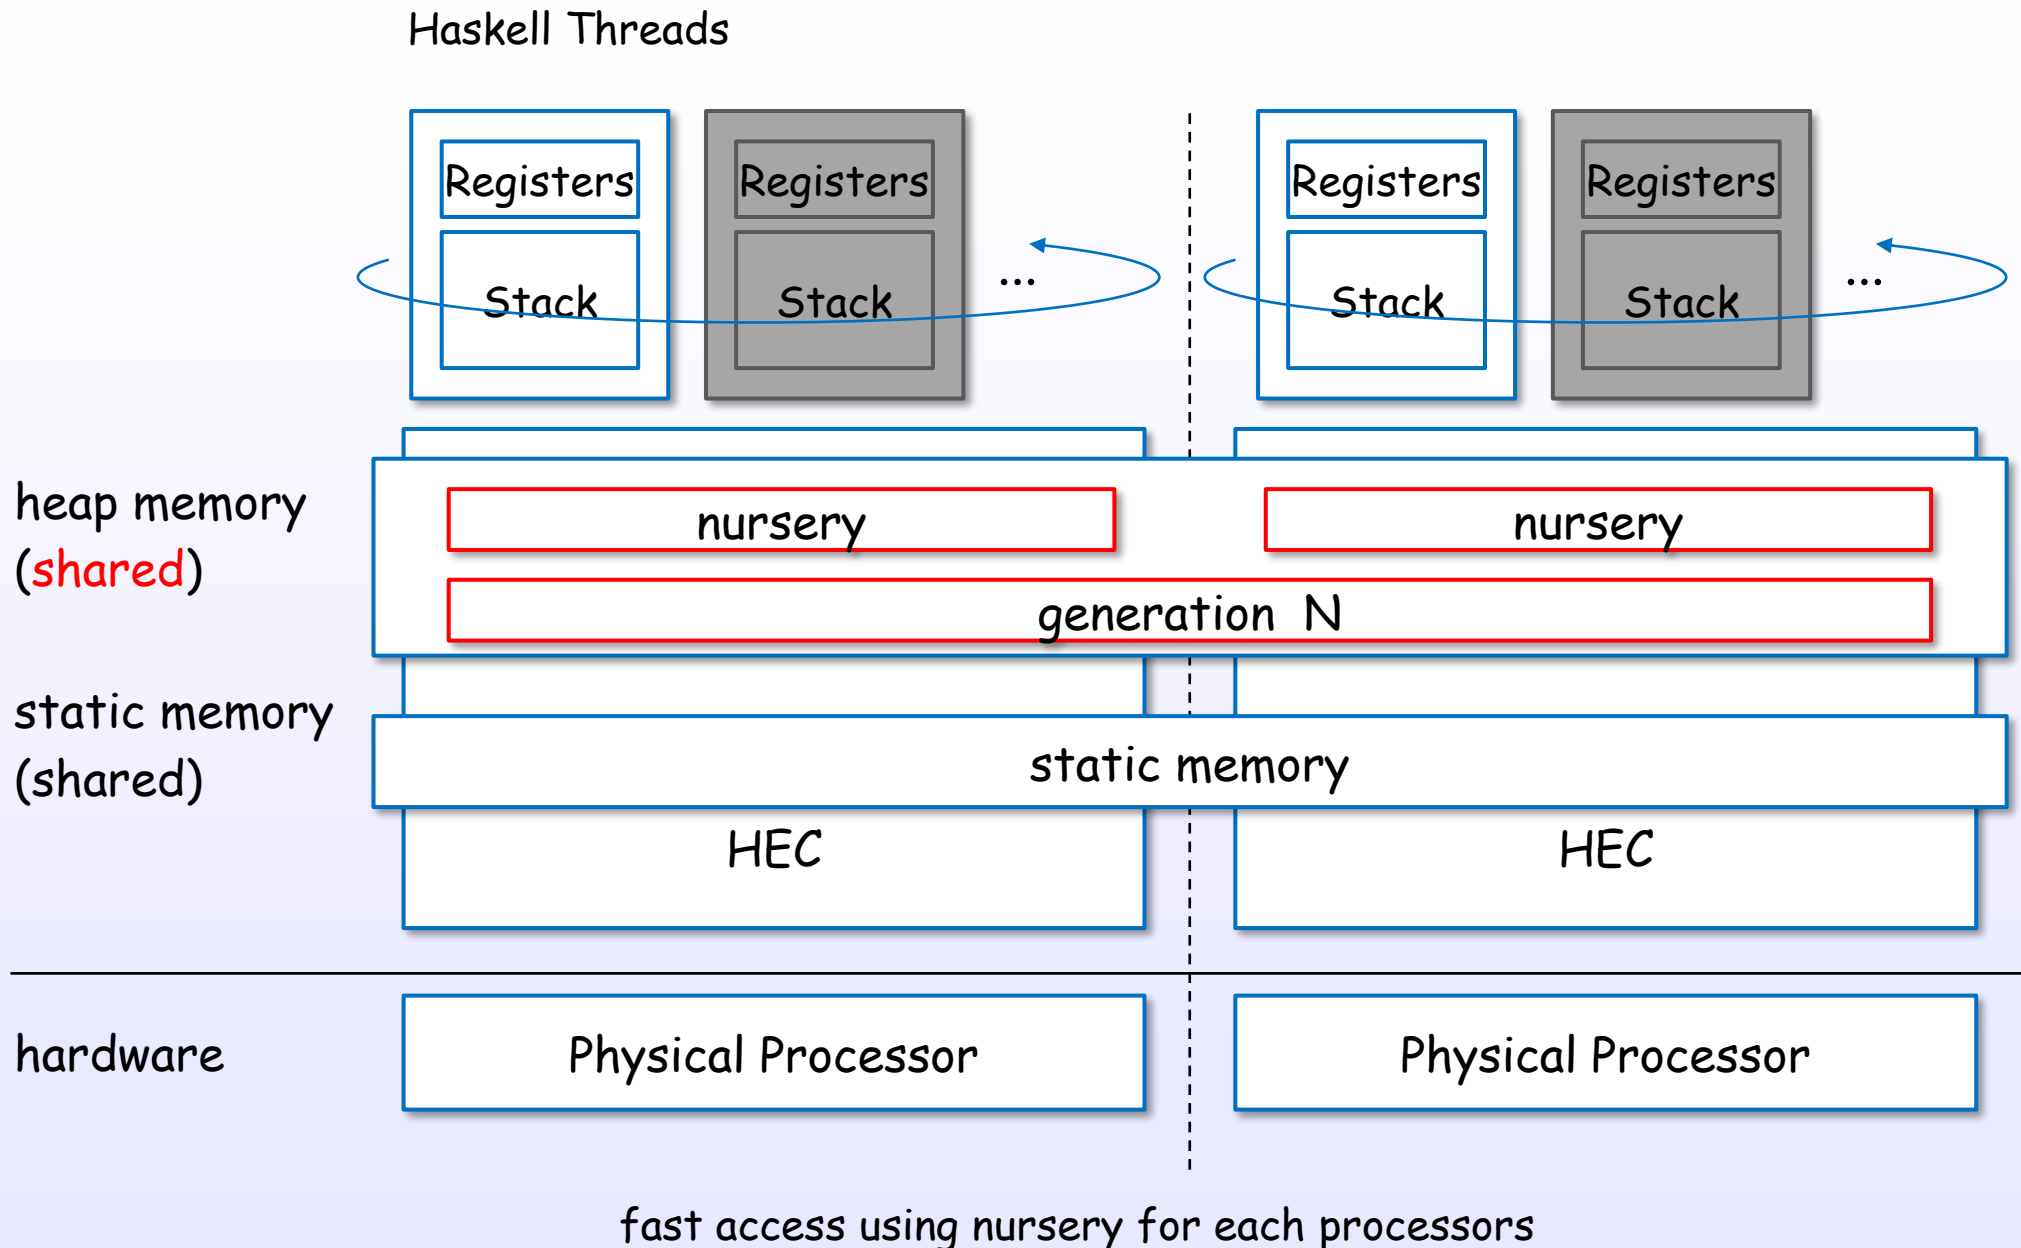 Haskell Threads
Registers
Registers
Registers
Registers
Stack
Stack
...
Stack
Stack
...
heap memory
(shared)
nursery
nursery
generation N
static memory
(shared)
static memory
HEC
HEC
hardware
Physical Processor
Physical Processor
fast access using nursery for each processors